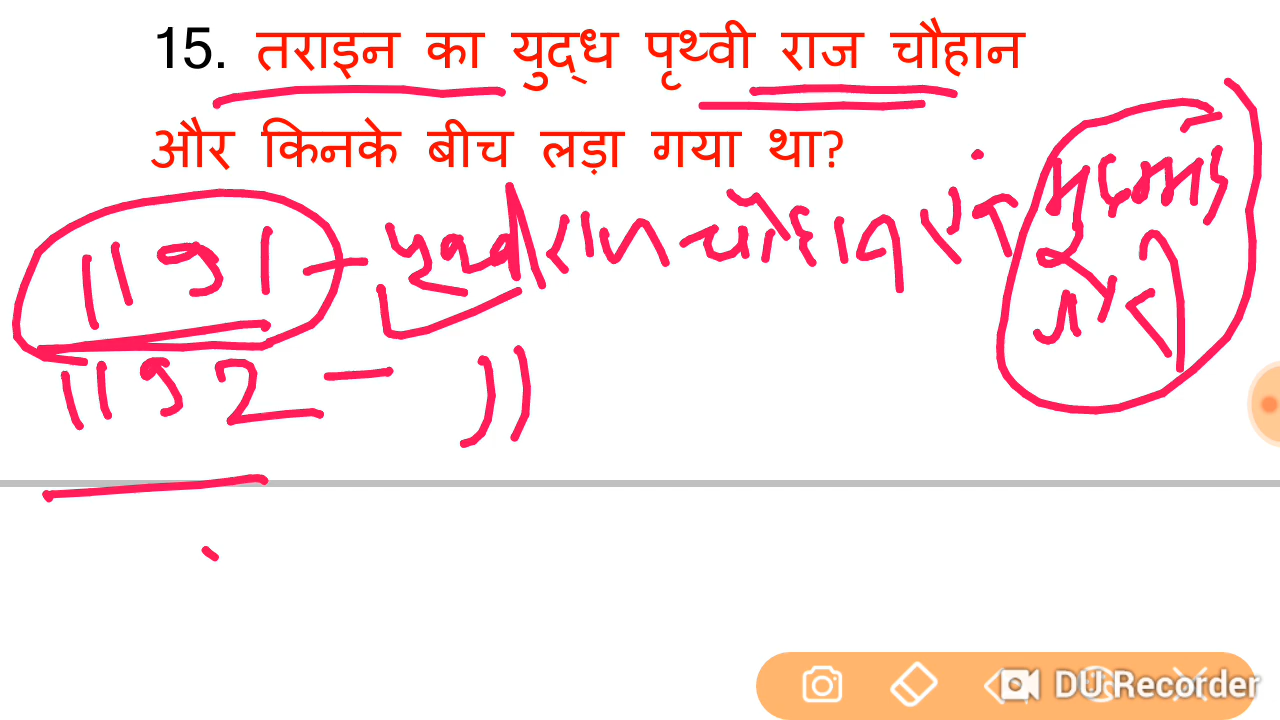 15. तराइन का युद्ध पृथ्वी राज चौहान
और किनके बीच लड़ा गया था?
1191 - पृथ्वीराज चौहान एवं मुहम्मद
गौरी
1192 - ))
DU Recorder